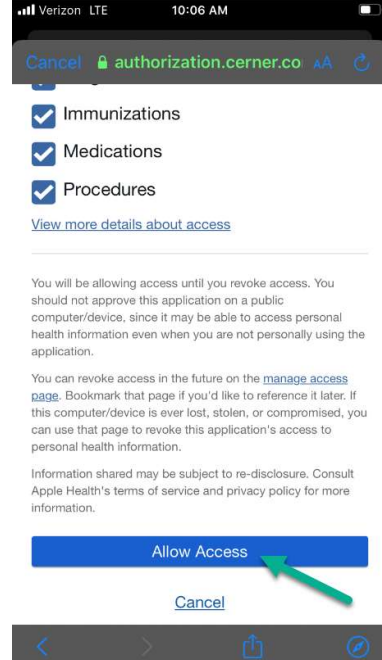 Verizon LTE 10:06 AM
Cancel authorization.cerner.co AA
Immunizations
Medications
Procedures
View more details about access
You will be allowing access until you revoke access. You
should not approve this application on a public
computer/device, since it may be able to access personal
health information even when you are not personally using the
application.
You can revoke access in the future on the manage access
page. Bookmark that page if you'd like to reference it later. If
this computer/device is ever lost, stolen, or compromised, you
can use that page to revoke this application's access to
personal health information.
Information shared may be subject to re-disclosure. Consult
Apple Health's terms of service and privacy policy for more
information.
Allow Access
Cancel